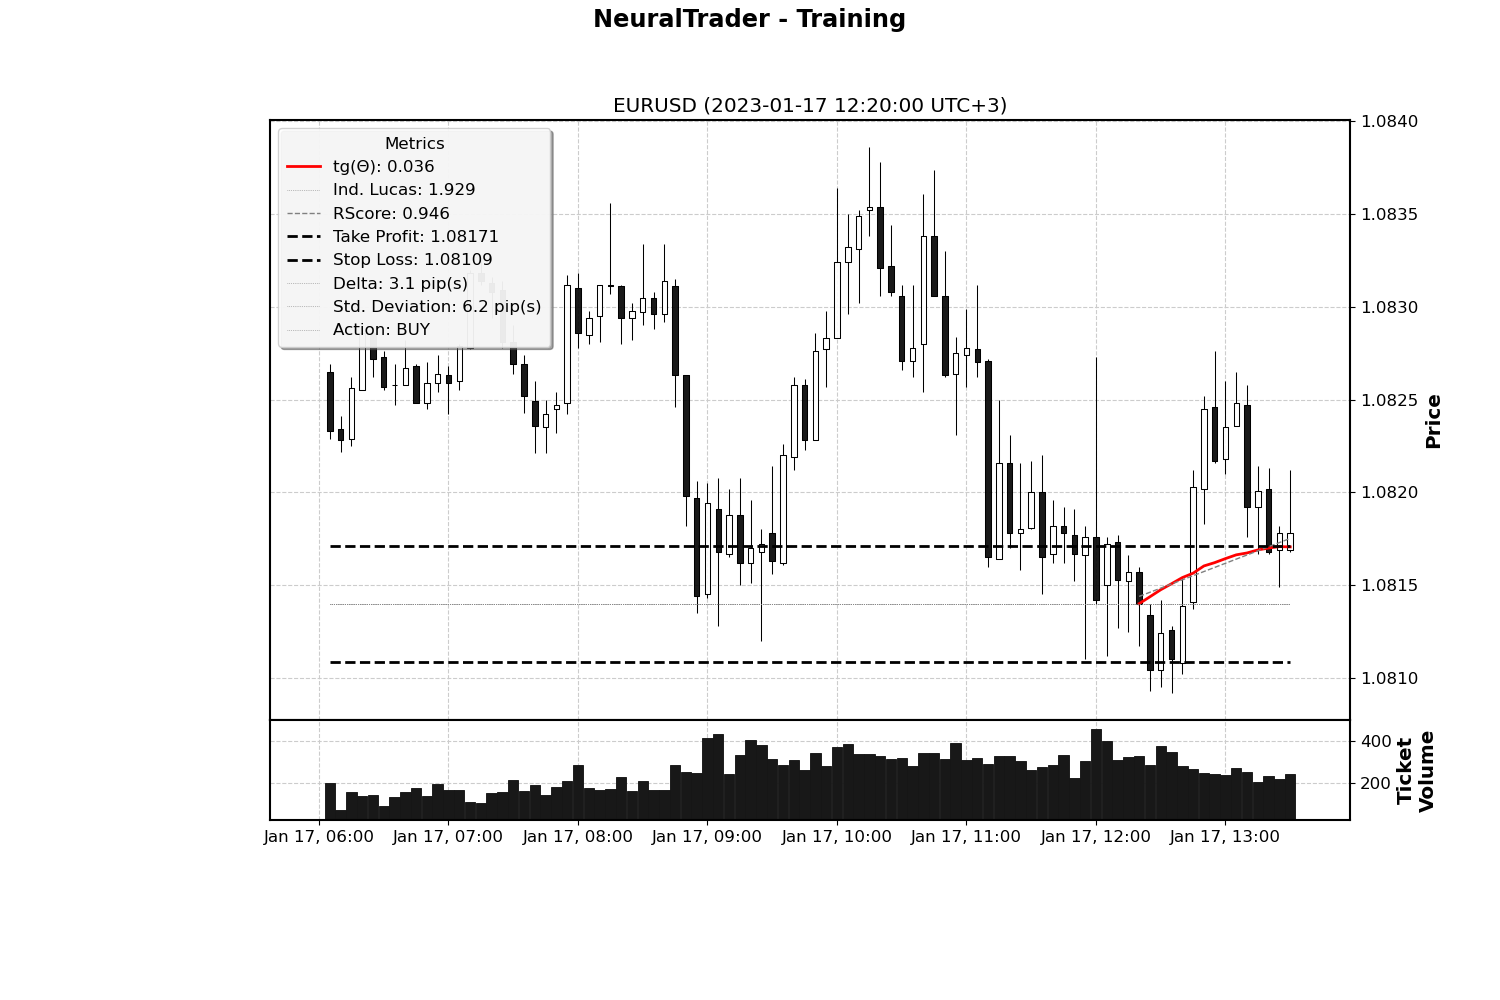 NeuralTrader - Training
EURUSD (2023-01-17 12:20:00 UTC+3)
Metrics
tg(Θ): 0.036
Ind. Lucas: 1.929
RScore: 0.946
Take Profit: 1.08171
Stop Loss: 1.08109
Delta: 3.1 pip(s)
Std. Deviation: 6.2 pip(s)
Action: BUY
1.0840
1.0835
1.0830
1.0825
1.0820
1.0815
1.0810
Price
400
200
Ticket
Volume
Jan 17, 06:00 Jan 17, 07:00 Jan 17, 08:00 Jan 17, 09:00 Jan 17, 10:00 Jan 17, 11:00 Jan 17, 12:00 Jan 17, 13:00